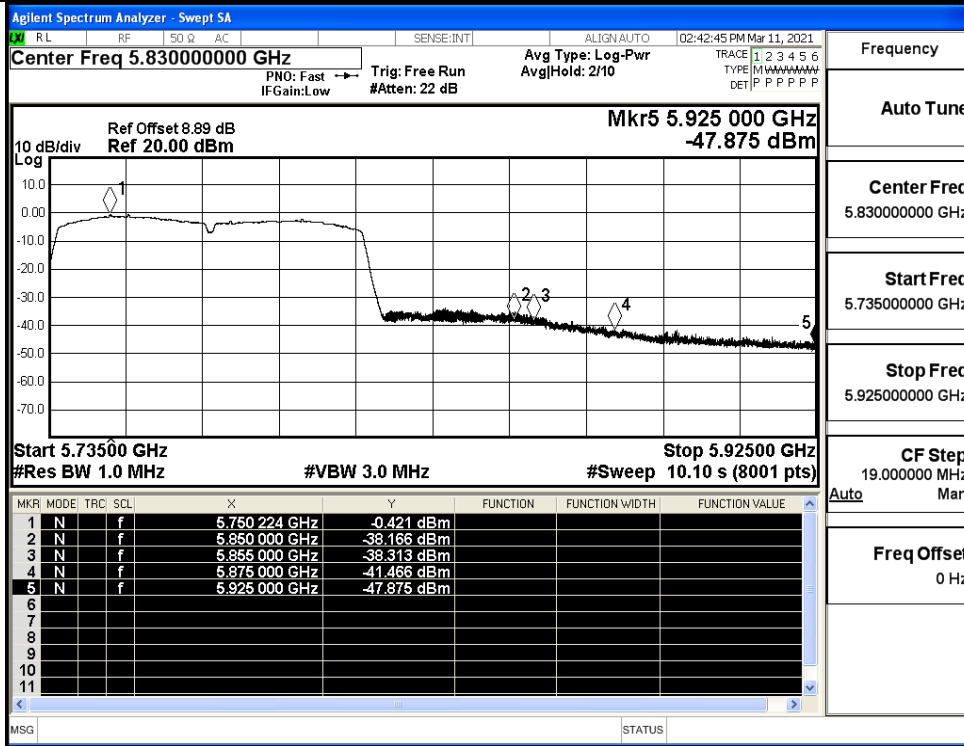 Agilent Spectrum Analyzer - Swept SA
LXI RL RF 50 Ω AC SENSE:INT ALIGN AUTO 02:42:45 PM Mar 11, 2021
Center Freq 5.830000000 GHz
PNO: Fast
IFGain:Low
Trig: Free Run
#Atten: 22 dB
Avg Type: Log-Pwr
Avg|Hold: 2/10
TRACE 1 2 3 4 5 6
TYPE M WWWWW
DET P P P P P P
Frequency
Auto Tune
Mkr5 5.925 000 GHz
-47.875 dBm
Ref Offset 8.89 dB
10 dB/div Ref 20.00 dBm
Log
10.0
0.00
-10.0
-20.0
-30.0
-40.0
-50.0
-60.0
-70.0
1
2
3
4
5
Center Freq
5.830000000 GHz
Start Freq
5.735000000 GHz
Stop Freq
5.925000000 GHz
Start 5.73500 GHz Stop 5.92500 GHz
#Res BW 1.0 MHz #VBW 3.0 MHz #Sweep 10.10 s (8001 pts)
CF Step
19.000000 MHz
Auto Man
Freq Offset
0 Hz
MKR MODE TRC SCL X Y FUNCTION FUNCTION WIDTH FUNCTION VALUE
1 N f 5.750 224 GHz -0.421 dBm
2 N f 5.850 000 GHz -38.166 dBm
3 N f 5.855 000 GHz -38.313 dBm
4 N f 5.875 000 GHz -41.466 dBm
5 N f 5.925 000 GHz -47.875 dBm
6
7
8
9
10
11
MSG STATUS